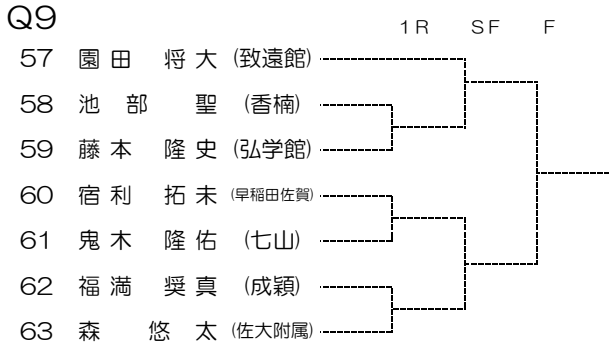 Q9
1R SF F
57 園田 将大 (致遠館)
58 池部 聖 (香楠)
59 藤本 隆史 (弘学館)
60 宿利 拓未 (早稲田佐賀)
61 鬼木 隆佑 (七山)
62 福満 奨真 (成穎)
63 森 悠太 (佐大附属)